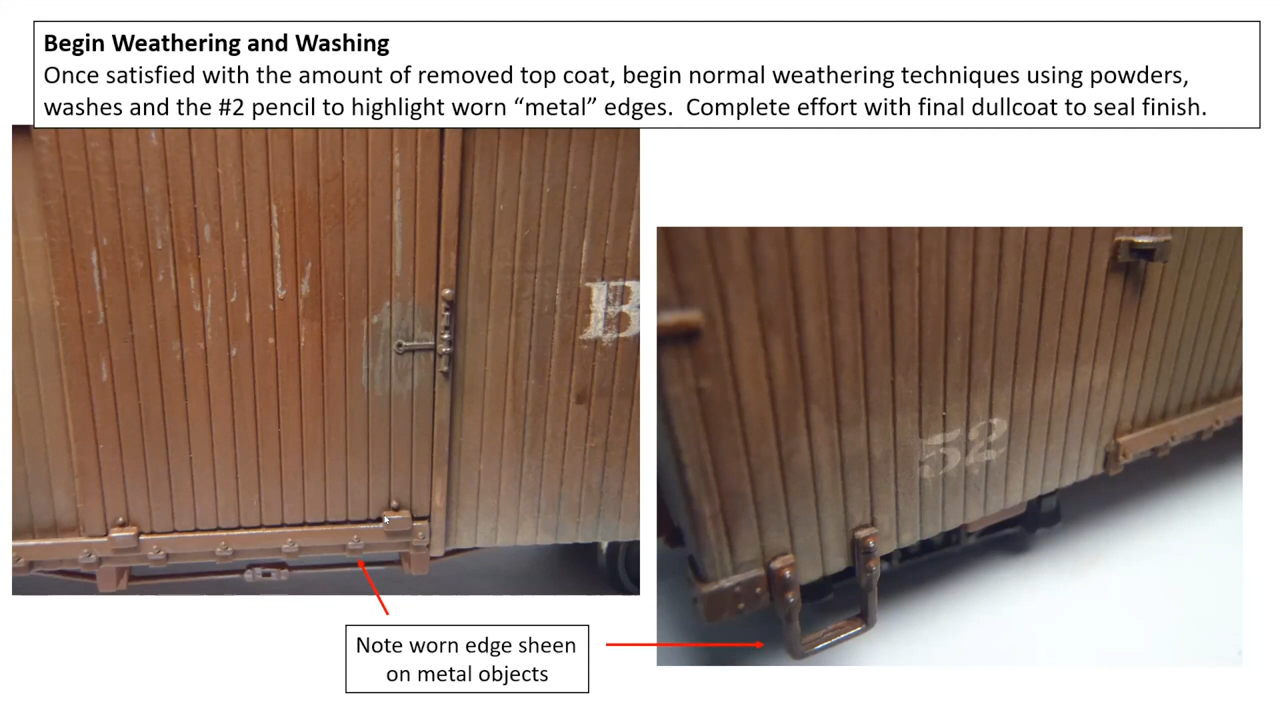 Begin Weathering and Washing
Once satisfied with the amount of removed top coat, begin normal weathering techniques using powders,
washes and the #2 pencil to highlight worn “metal” edges.  Complete effort with final dullcoat to seal finish.
B
52
Note worn edge sheen
on metal objects